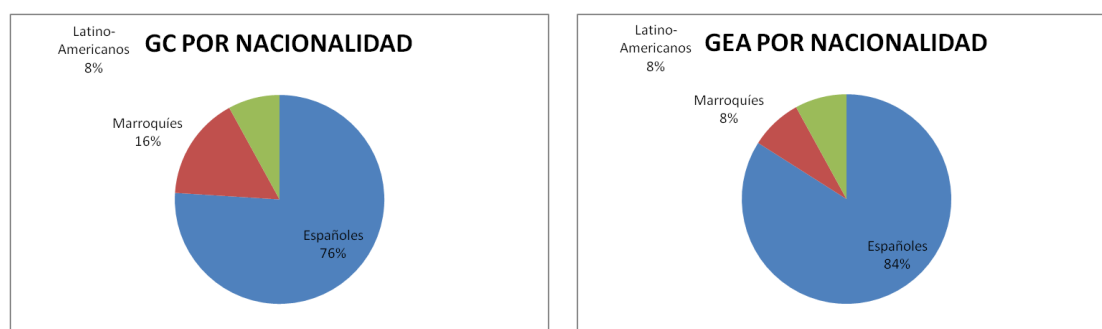 Latino-
Americanos
8%
GC POR NACIONALIDAD
Marroquíes
16%
Españoles
76%
Latino-
Americanos
8%
GEA POR NACIONALIDAD
Marroquíes
8%
Españoles
84%